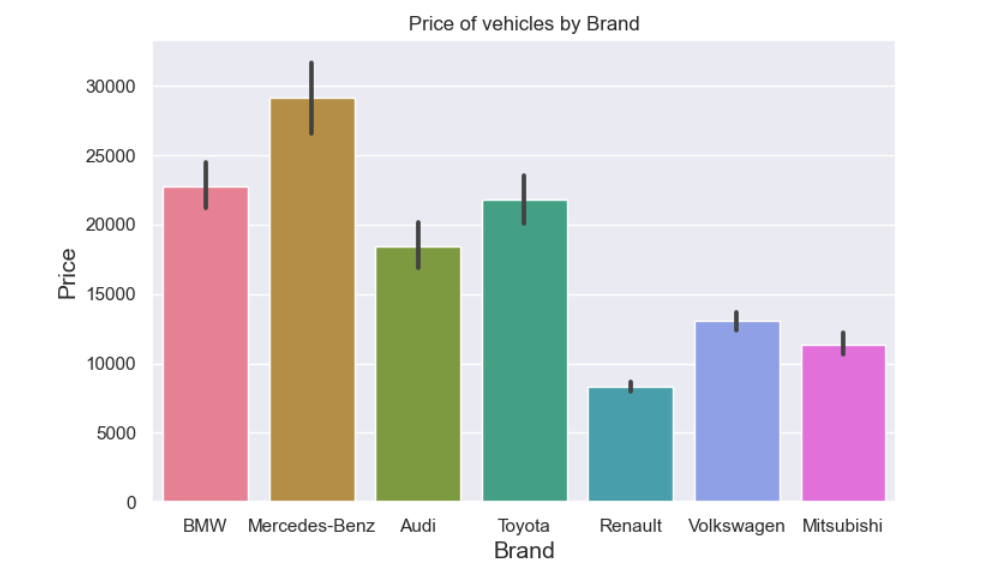 Price of vehicles by Brand
Price
30000
25000
20000
15000
10000
5000
0
BMW Mercedes-Benz Audi Toyota Renault Volkswagen Mitsubishi
Brand